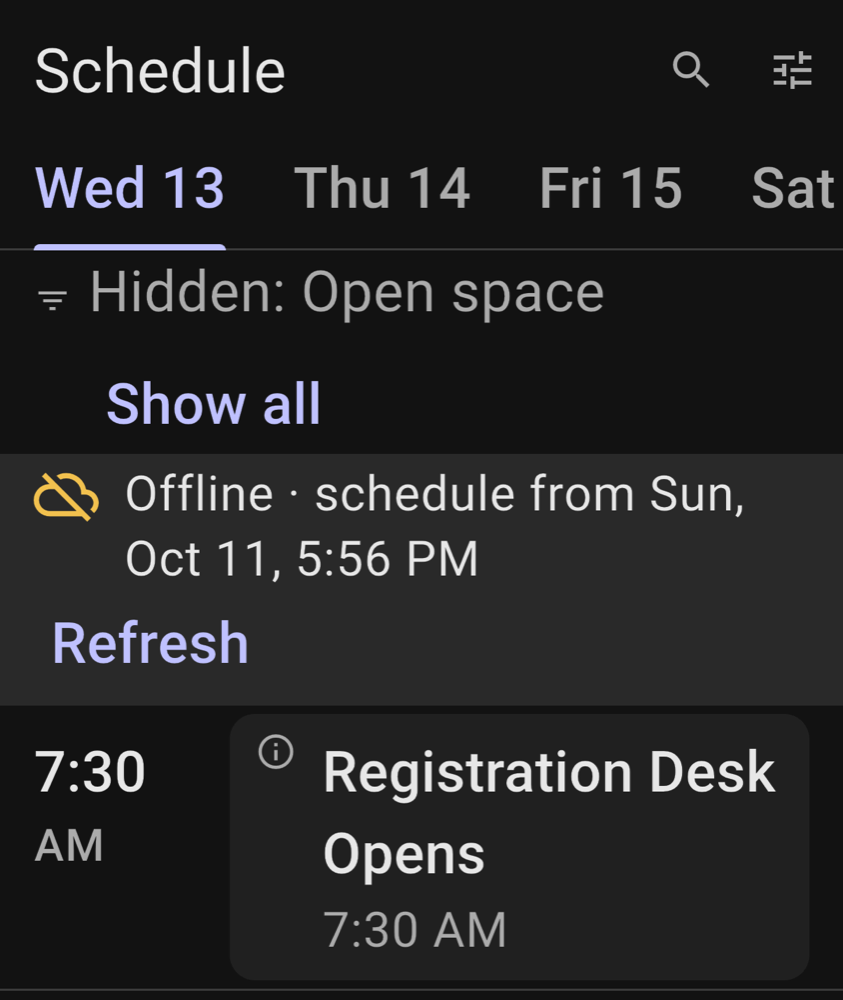 Schedule
Wed 13 Thu 14 Fri 15 Sat
Hidden: Open space
Show all
Offline · schedule from Sun,
Oct 11, 5:56 PM
Refresh
7:30
AM
Registration Desk
Opens
7:30 AM